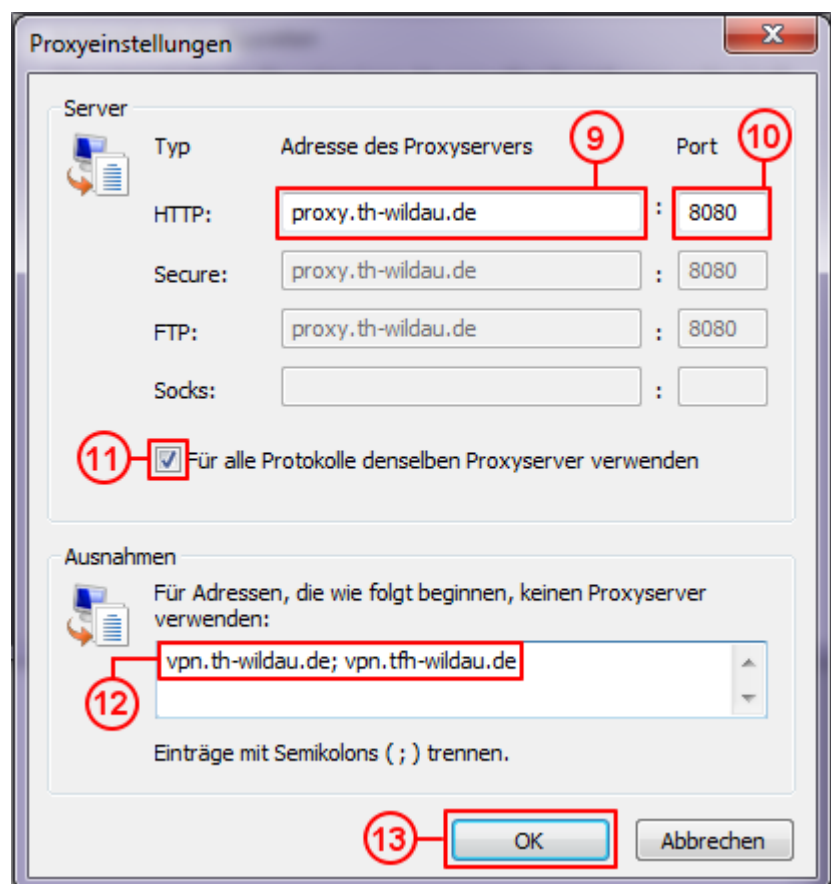 Proxyeinstellungen
Server
Typ Adresse des Proxyservers 9 Port 10
HTTP: proxy.th-wildau.de : 8080
Secure: proxy.th-wildau.de : 8080
FTP: proxy.th-wildau.de : 8080
Socks: :
11 Für alle Protokolle denselben Proxyserver verwenden
Ausnahmen
Für Adressen, die wie folgt beginnen, keinen Proxyserver
verwenden:
vpn.th-wildau.de; vpn.tfh-wildau.de
12
Einträge mit Semikolons ( ; ) trennen.
13 OK Abbrechen